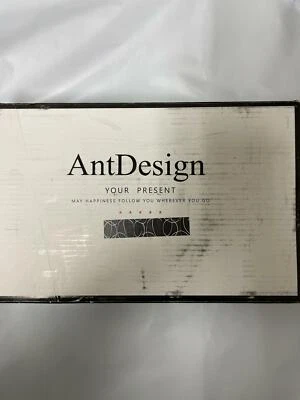 AntDesign
YOUR PRESENT
MAY HAPPINESS FOLLOW YOU WHEREVER YOU GO